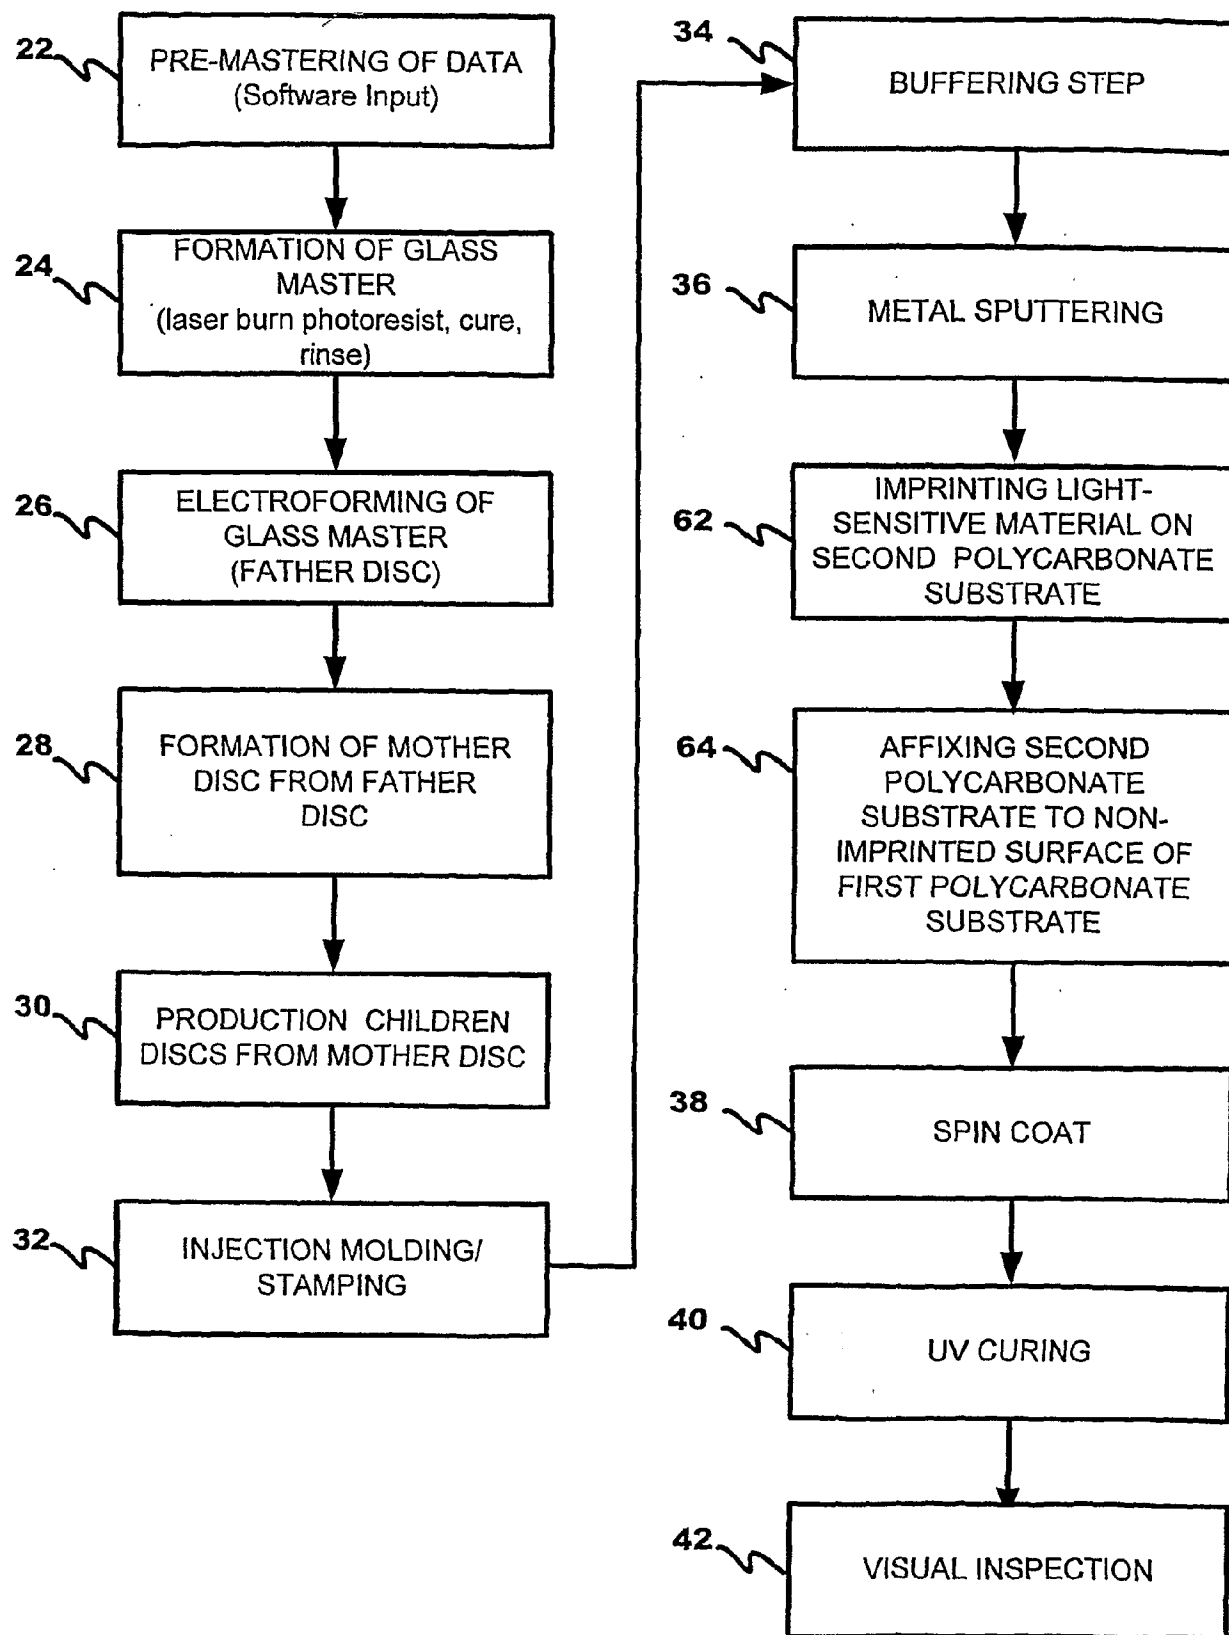 22
PRE-MASTERING OF DATA
(Software Input)
24
FORMATION OF GLASS
MASTER
(laser burn photoresist, cure,
rinse)
26
ELECTROFORMING OF
GLASS MASTER
(FATHER DISC)
28
FORMATION OF MOTHER
DISC FROM FATHER
DISC
30
PRODUCTION CHILDREN
DISCS FROM MOTHER DISC
32
INJECTION MOLDING/
STAMPING
34
BUFFERING STEP
36
METAL SPUTTERING
62
IMPRINTING LIGHT-
SENSITIVE MATERIAL ON
SECOND POLYCARBONATE
SUBSTRATE
64
AFFIXING SECOND
POLYCARBONATE
SUBSTRATE TO NON-
IMPRINTED SURFACE OF
FIRST POLYCARBONATE
SUBSTRATE
38
SPIN COAT
40
UV CURING
42
VISUAL INSPECTION